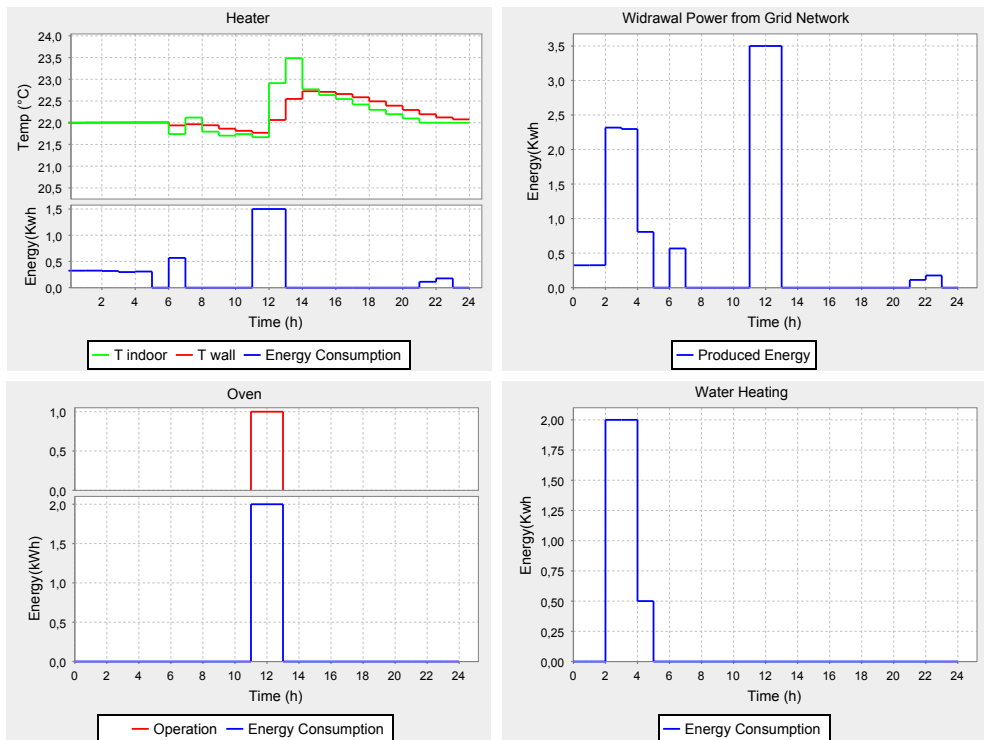 Heater
24,0
23,5
23,0
22,5
22,0
21,5
21,0
20,5
Temp (°C)
1,5
1,0
0,5
0,0
Energy(Kwh
2 4 6 8 10 12 14 16 18 20 22 24
Time (h)
T indoor T wall Energy Consumption
Widrawal Power from Grid Network
3,5
3,0
2,5
2,0
1,5
1,0
0,5
0,0
Energy(Kwh
0 2 4 6 8 10 12 14 16 18 20 22 24
Time (h)
Produced Energy
Oven
1,0
0,5
0,0
2,0
1,5
1,0
0,5
0,0
Energy(kWh)
0 2 4 6 8 10 12 14 16 18 20 22 24
Time (h)
Operation Energy Consumption
Water Heating
2,00
1,75
1,50
1,25
1,00
0,75
0,50
0,25
0,00
Energy(Kwh
0 2 4 6 8 10 12 14 16 18 20 22 24
Time (h)
Energy Consumption